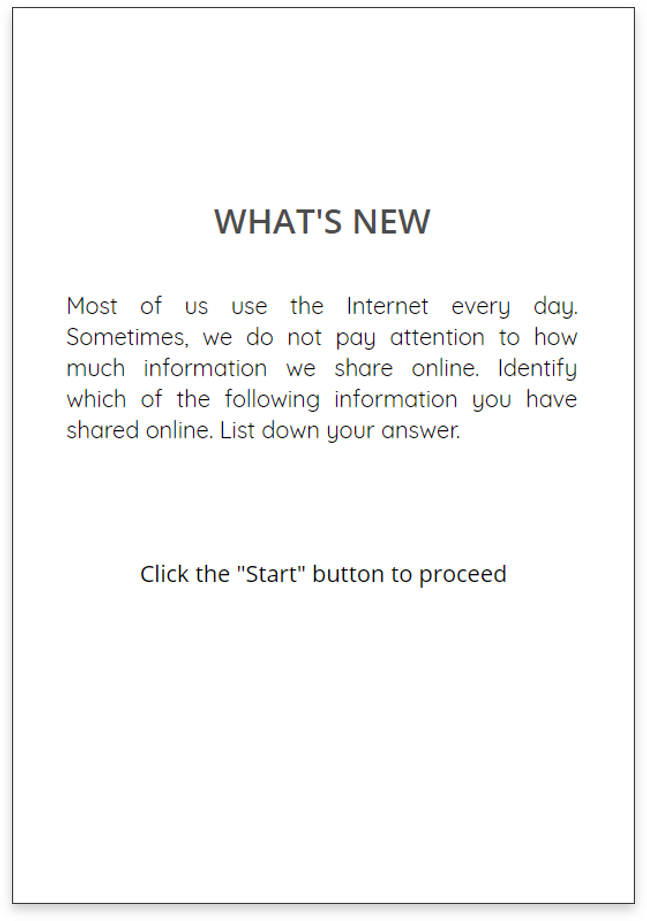 WHAT'S NEW
Most of us use the Internet every day.
Sometimes, we do not pay attention to how
much information we share online. Identify
which of the following information you have
shared online. List down your answer.
Click the "Start" button to proceed